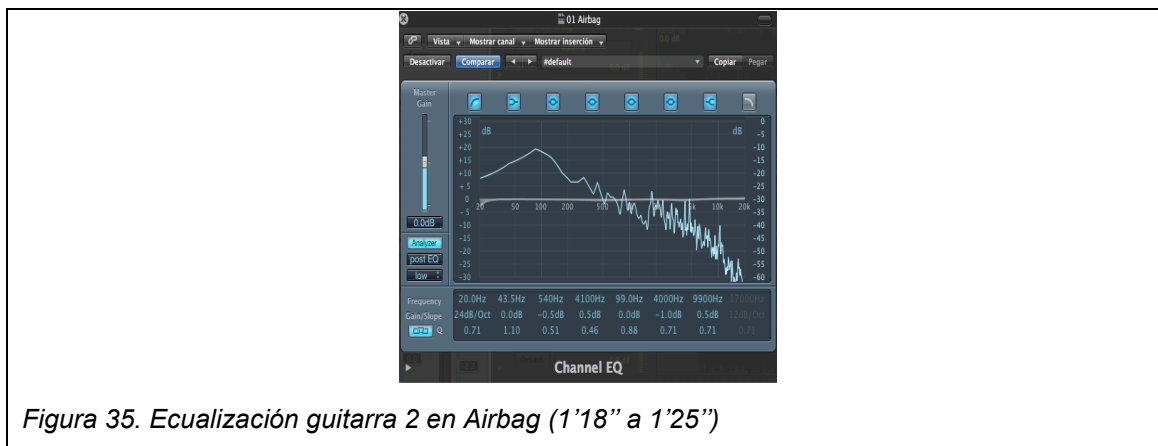 01 Airbag
Vista Mostrar canal Mostrar inserción
Desactivar Comparar #default Copiar Pegar
Master
Gain
+30 dB dB 0
+25 -5
+20 -10
+15 -15
+10 -20
+ 5 -25
0 20 50 100 200 500 5k 10k 20k -30
- 5 -35
-10 -40
-15 -45
-20 -50
-25 -55
-30 -60
0.0dB
Analyzer
post EQ
low
Frequency 20.0Hz 43.5Hz 540Hz 4100Hz 99.0Hz 4000Hz 9900Hz 17000Hz
Gain/Slope 24dB/Oct 0.0dB -0.5dB 0.5dB 0.0dB -1.0dB 0.5dB 12dB/Oct
Q 0.71 1.10 0.51 0.46 0.88 0.71 0.71 0.71
Channel EQ
Figura 35. Ecualización guitarra 2 en Airbag (1’18’’ a 1’25’’)